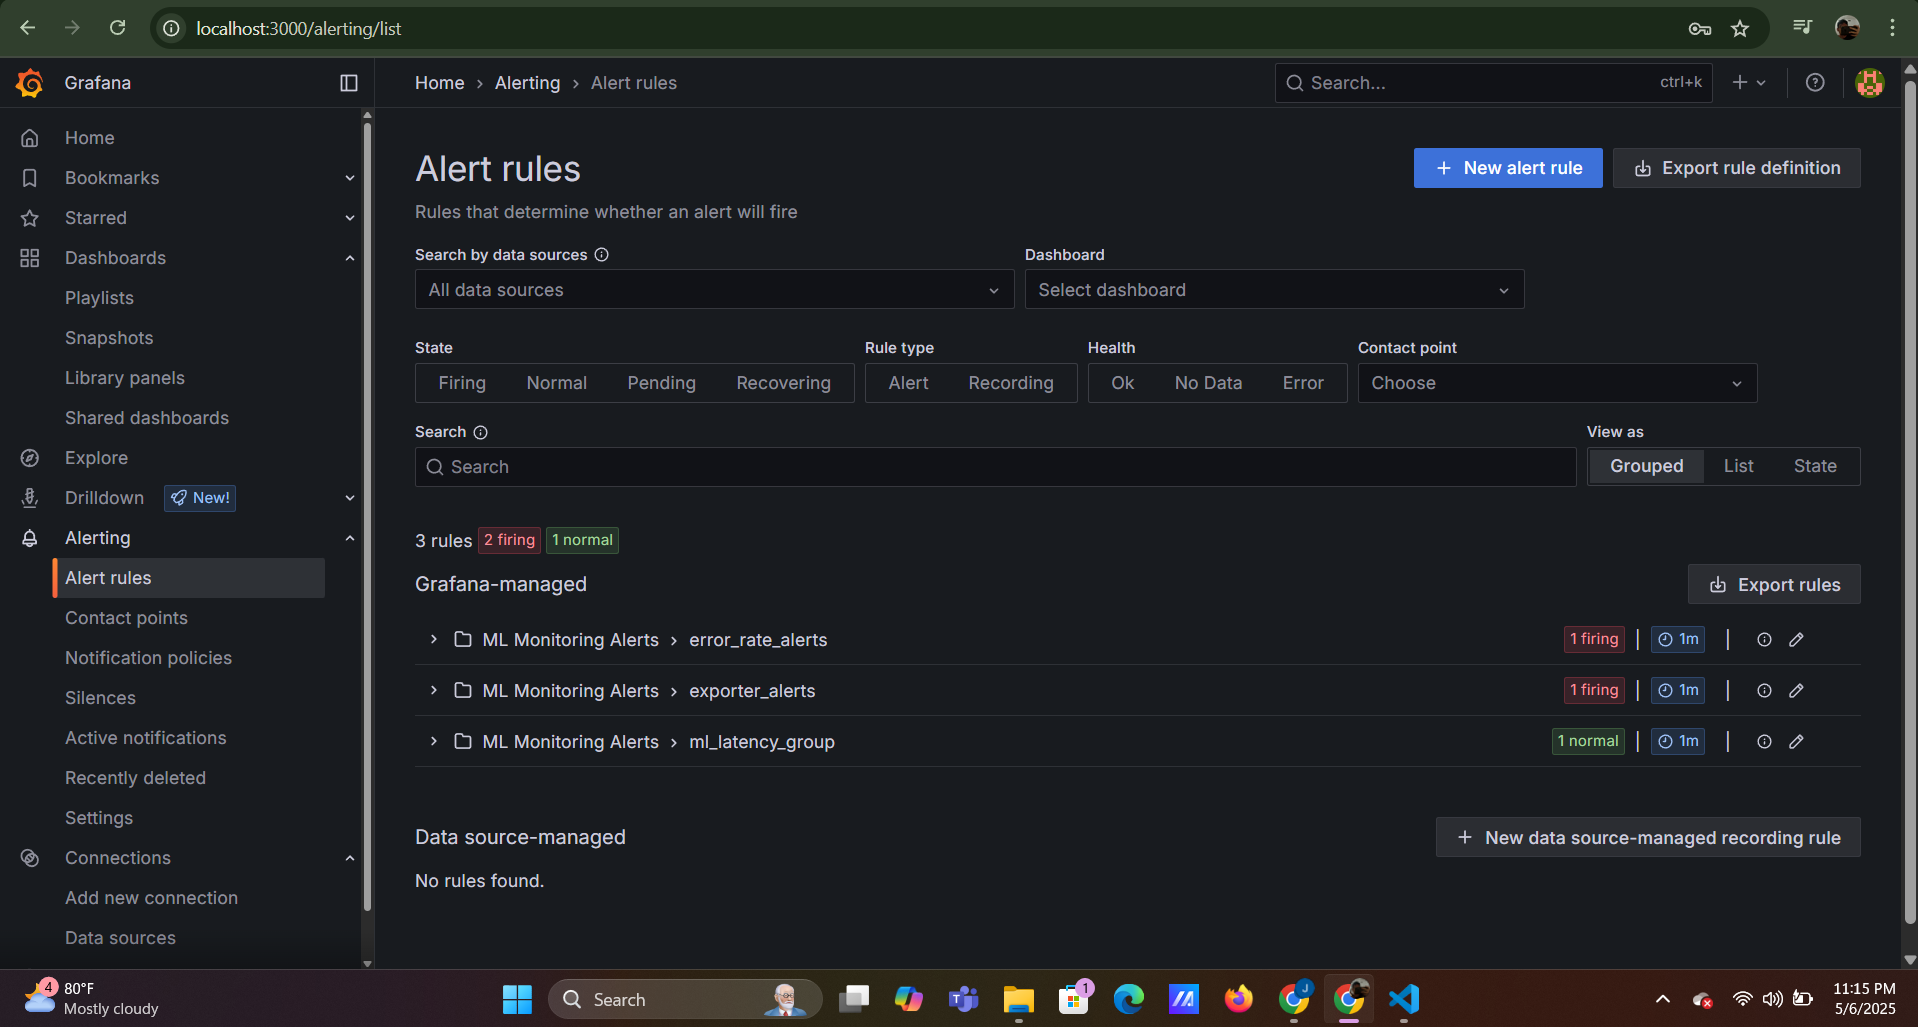 localhost:3000/alerting/list
Grafana
Home › Alerting › Alert rules
Search...
ctrl+k
Home
Bookmarks
Starred
Dashboards
Playlists
Snapshots
Library panels
Shared dashboards
Explore
Drilldown
New!
Alerting
Alert rules
Contact points
Notification policies
Silences
Active notifications
Recently deleted
Settings
Connections
Add new connection
Data sources
Alert rules
New alert rule
Export rule definition
Rules that determine whether an alert will fire
Search by data sources
Dashboard
All data sources
Select dashboard
State
Rule type
Health
Contact point
Firing Normal Pending Recovering
Alert Recording
Ok No Data Error
Choose
Search
View as
Search
Grouped List State
3 rules 2 firing 1 normal
Grafana-managed
Export rules
ML Monitoring Alerts › error_rate_alerts
1 firing | 1m |
ML Monitoring Alerts › exporter_alerts
1 firing | 1m |
ML Monitoring Alerts › ml_latency_group
1 normal | 1m |
Data source-managed
New data source-managed recording rule
No rules found.
4
80°F
Mostly cloudy
Search
1
J
11:15 PM
5/6/2025